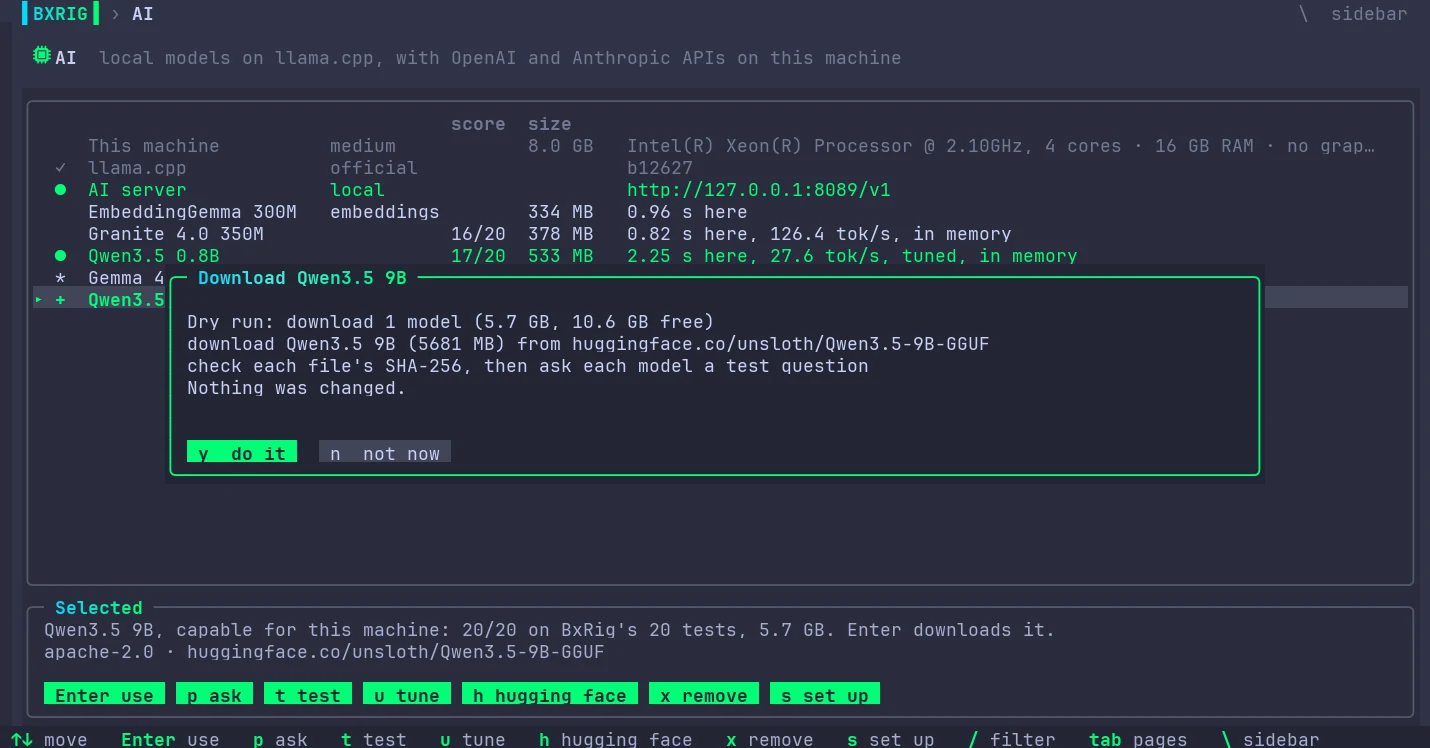 BXRIG › AI \ sidebar
AI local models on llama.cpp, with OpenAI and Anthropic APIs on this machine
score size
This machine medium 8.0 GB Intel(R) Xeon(R) Processor @ 2.10GHz, 4 cores · 16 GB RAM · no grap…
✓ llama.cpp official b12627
● AI server local http://127.0.0.1:8089/v1
EmbeddingGemma 300M embeddings 334 MB 0.96 s here
Granite 4.0 350M 16/20 378 MB 0.82 s here, 126.4 tok/s, in memory
● Qwen3.5 0.8B 17/20 533 MB 2.25 s here, 27.6 tok/s, tuned, in memory
* Gemma 4
▸ + Qwen3.5
Download Qwen3.5 9B
Dry run: download 1 model (5.7 GB, 10.6 GB free)
download Qwen3.5 9B (5681 MB) from huggingface.co/unsloth/Qwen3.5-9B-GGUF
check each file's SHA-256, then ask each model a test question
Nothing was changed.
y do it n not now
Selected
Qwen3.5 9B, capable for this machine: 20/20 on BxRig's 20 tests, 5.7 GB. Enter downloads it.
apache-2.0 · huggingface.co/unsloth/Qwen3.5-9B-GGUF
Enter use p ask t test u tune h hugging face x remove s set up
↑↓ move Enter use p ask t test u tune h hugging face x remove s set up / filter tab pages \ sidebar